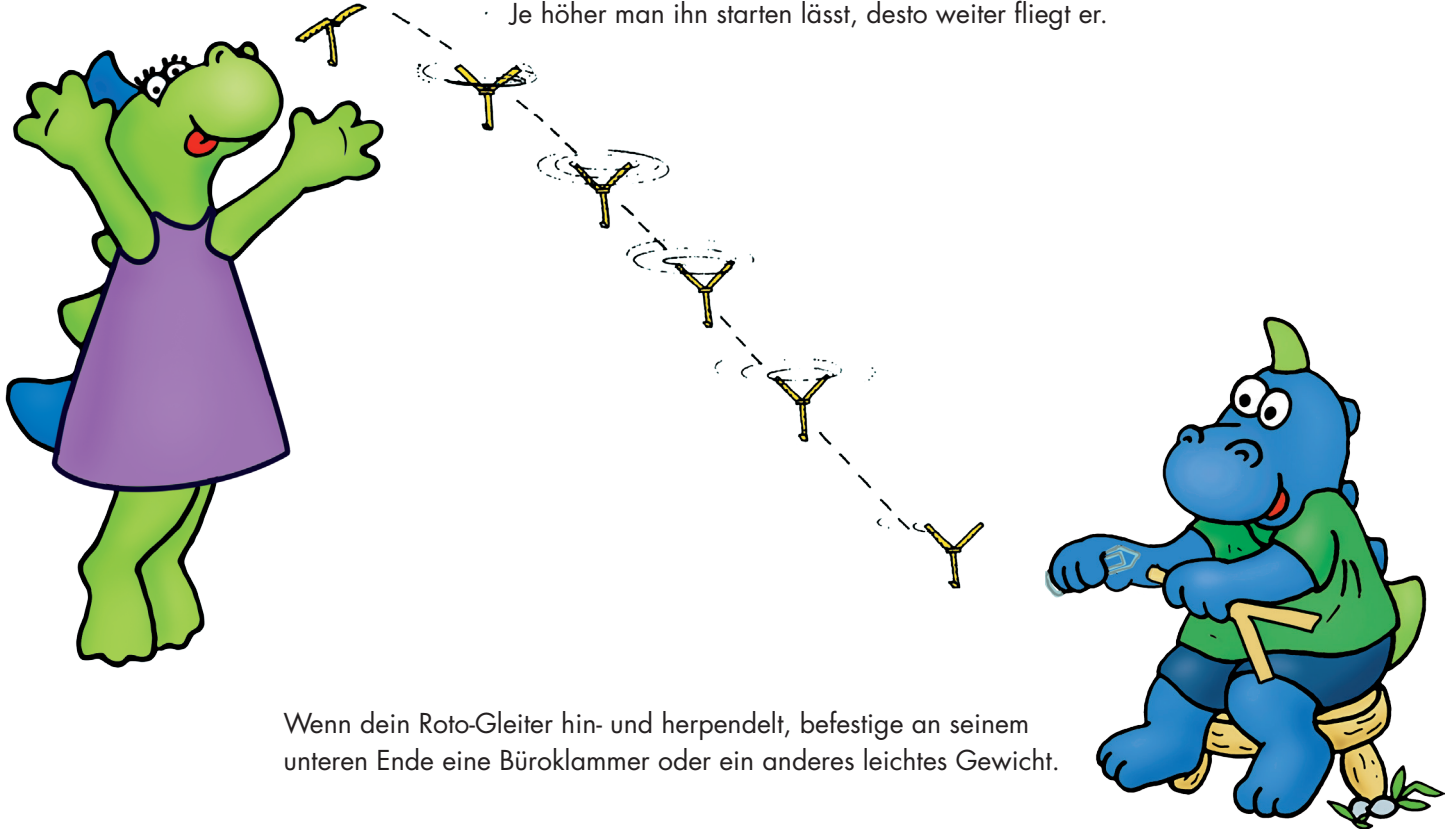 · Je höher man ihn starten lässt, desto weiter fliegt er.
Wenn dein Roto-Gleiter hin- und herpendelt, befestige an seinem
unteren Ende eine Büroklammer oder ein anderes leichtes Gewicht.